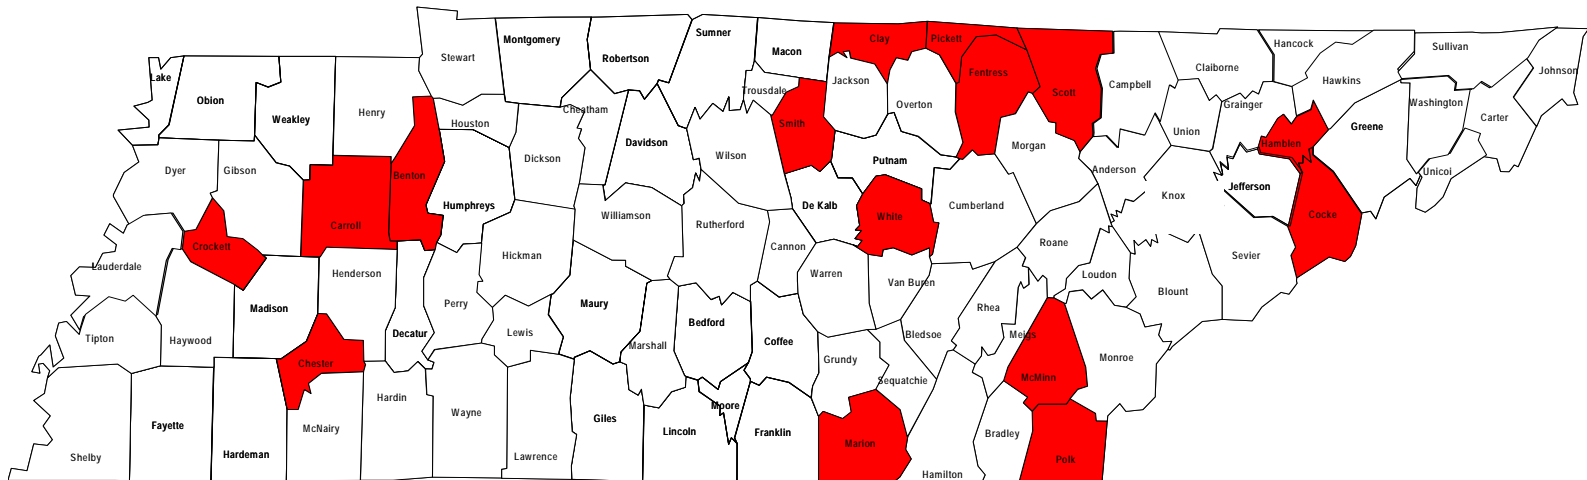 Lake
Obion
Weakley
Henry
Stewart
Montgomery
Robertson
Sumner
Macon
Trousdale
Clay
Pickett
Jackson
Overton
Fentress
Scott
Campbell
Claiborne
Hancock
Hawkins
Sullivan
Johnson
Washington
Carter
Unicoi
Greene
Grainger
Union
Hamblen
Jefferson
Cocke
Dyer
Gibson
Crockett
Carroll
Benton
Houston
Humphreys
Dickson
Cheatham
Davidson
Wilson
Smith
Putnam
De Kalb
White
Cumberland
Morgan
Anderson
Knox
Sevier
Lauderdale
Tipton
Haywood
Madison
Henderson
Decatur
Perry
Hickman
Lewis
Williamson
Maury
Rutherford
Cannon
Warren
Van Buren
Bledsoe
Rhea
Roane
Loudon
Blount
Monroe
Meigs
McMinn
Marshall
Bedford
Coffee
Grundy
Sequatchie
Shelby
Fayette
Hardeman
Chester
McNairy
Hardin
Wayne
Lawrence
Giles
Lincoln
Moore
Franklin
Marion
Hamilton
Bradley
Polk